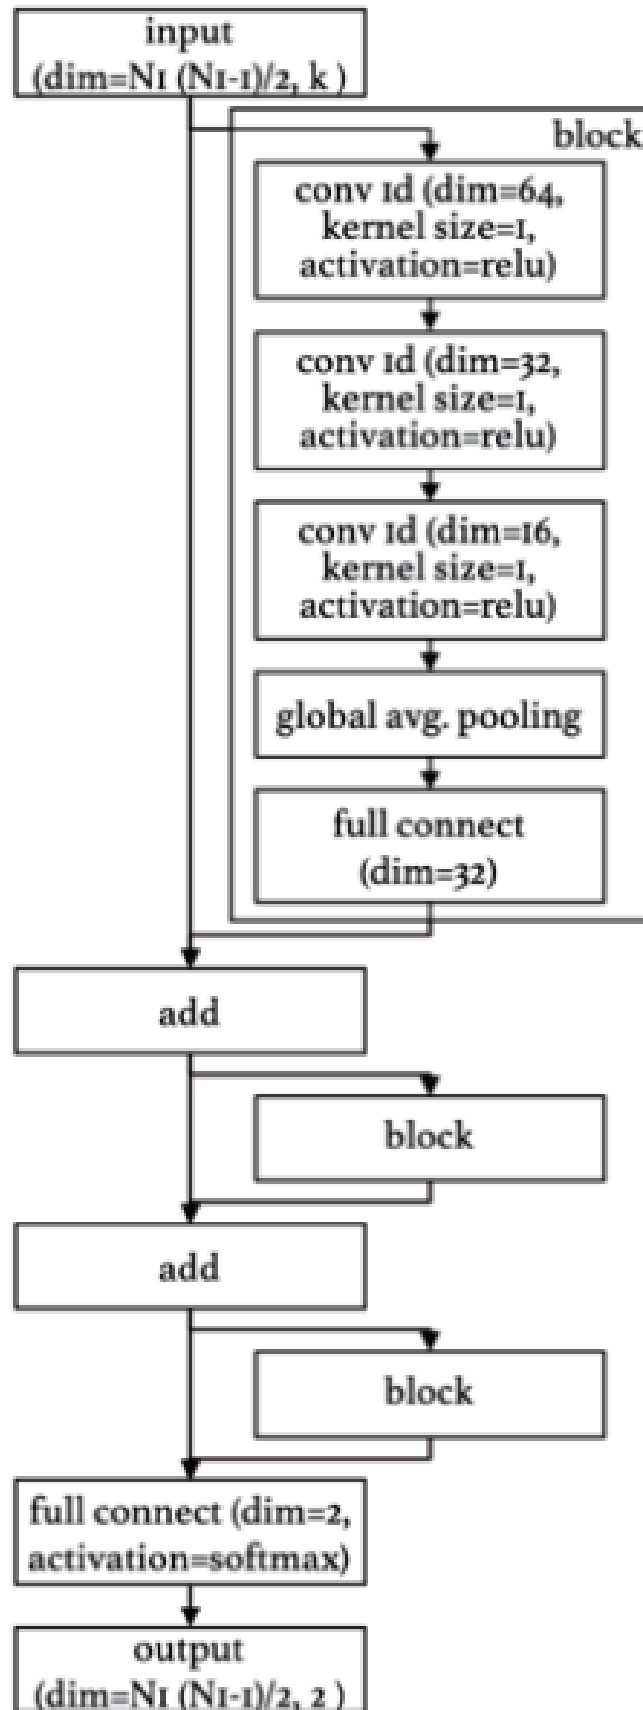 input
(dim=N1 (N1-1)/2, k )
block
conv 1d (dim=64,
kernel size=1,
activation=relu)
conv 1d (dim=32,
kernel size=1,
activation=relu)
conv 1d (dim=16,
kernel size=1,
activation=relu)
global avg. pooling
full connect
(dim=32)
add
block
add
block
full connect (dim=2,
activation=softmax)
output
(dim=N1 (N1-1)/2, 2 )